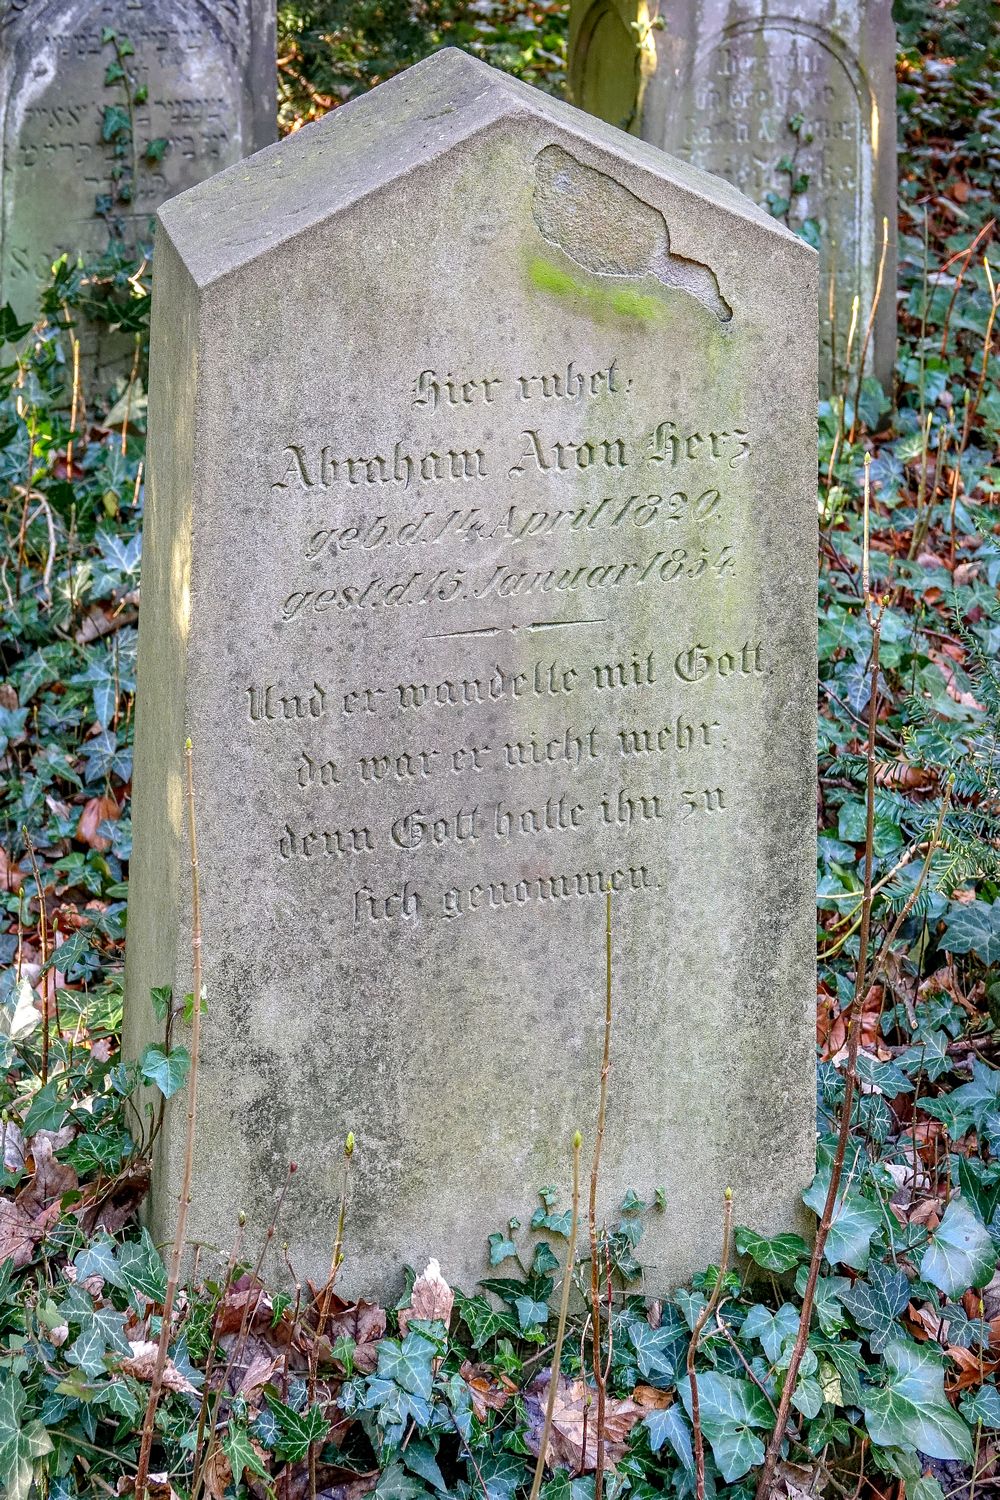 Hier ruhet:
Abraham Aron Herz
geb. d. 14. April 1820.
gest. d. 15. Januar 1854.
Und er wandelte mit Gott,
da war er nicht mehr;
denn Gott hatte ihn zu
sich genommen.